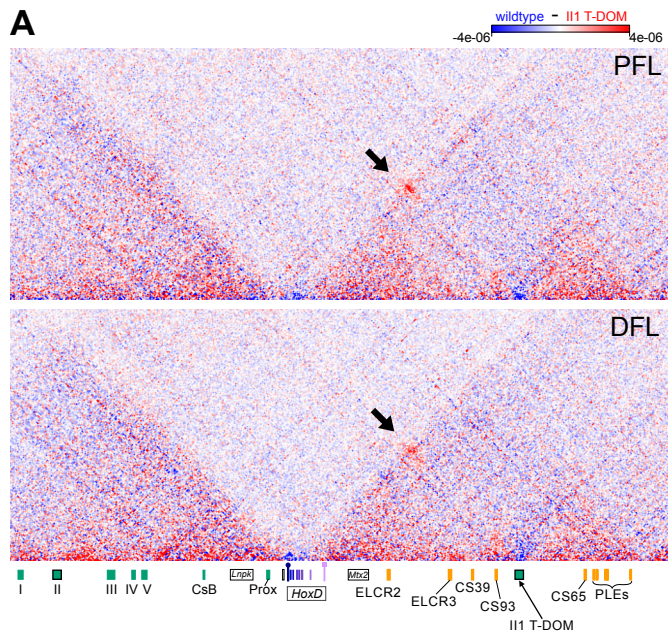 A
wildtype - II1 T-DOM
-4e-06 4e-06
PFL
DFL
I II III IV V CsB Lnpk Prox HoxD Mtx2 ELCR2 ELCR3 CS39 CS93 II1 T-DOM CS65 PLEs